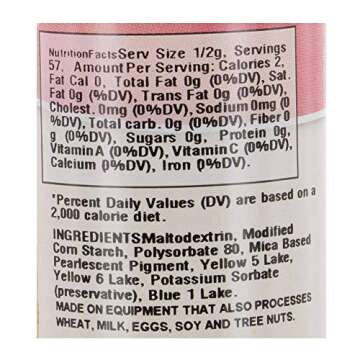 NutritionFactsServ Size 1/2g, Servings
57. Amount Per Serving: Calories 2,
Fat Cal 0, Total Fat 0g (0%DV), Sat.
Fat 0g (%DV), Trans Fat 0g (0%DV),
Cholest. 0mg (0%DV), Sodium 0mg (0
%DV), Total carb. 0g (0%DV), Fiber 0
g (0%DV), Sugars 0g, Protein 0g,
VitaminA (0%DV), VitaminC (0%DV),
Calcium (0%DV), Iron (0%DV).
*Percent Daily Values (DV) are based on a
2,000 calorie diet.
INGREDIENTSMaltodextrin, Modified
Corn Starch, Polysorbate 80, Mica Based
Pearlescent Pigment, Yellow 5 Lake,
Yellow 6 Lake, Potassium Sorbate
(preservative), Blue 1 Lake.
MADE ON EQUIPMENT THAT ALSO PROCESSES
WHEAT, MILK, EGGS, SOY AND TREE NUTS.